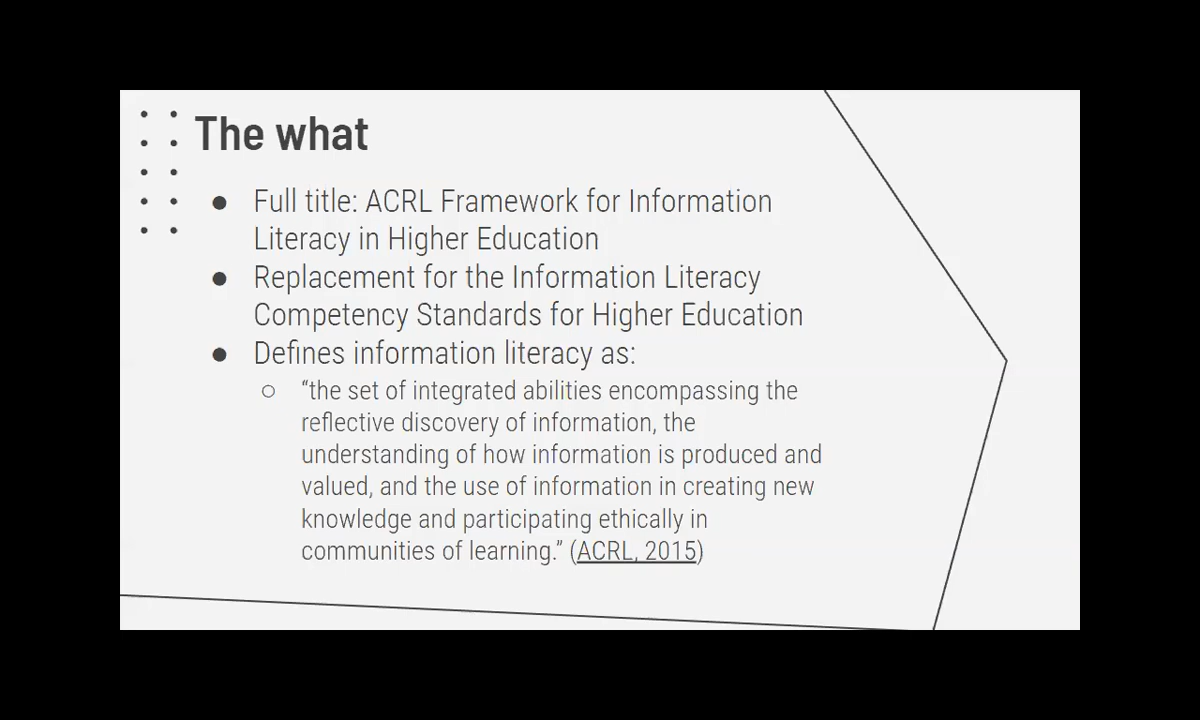 The what
● Full title: ACRL Framework for Information
Literacy in Higher Education
● Replacement for the Information Literacy
Competency Standards for Higher Education
● Defines information literacy as:
○ “the set of integrated abilities encompassing the
reflective discovery of information, the
understanding of how information is produced and
valued, and the use of information in creating new
knowledge and participating ethically in
communities of learning.” (ACRL, 2015)